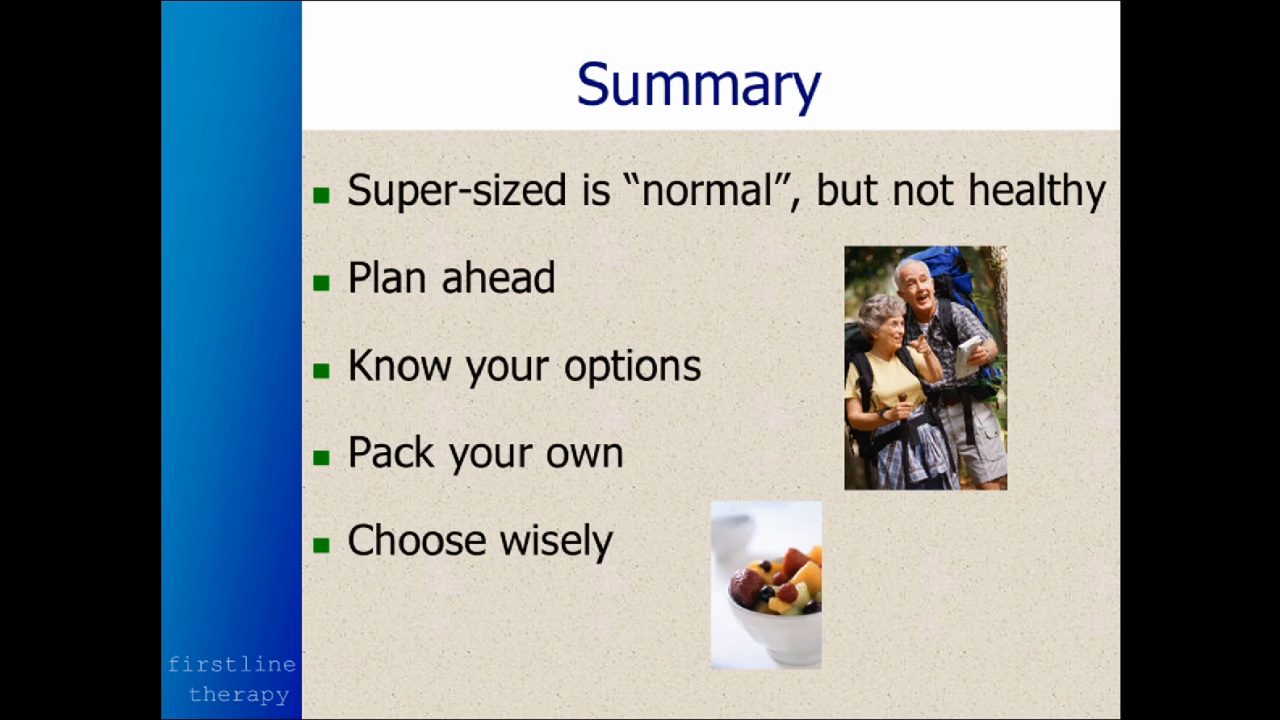 Summary
Super-sized is “normal”, but not healthy
Plan ahead
Know your options
Pack your own
Choose wisely
firstline
therapy